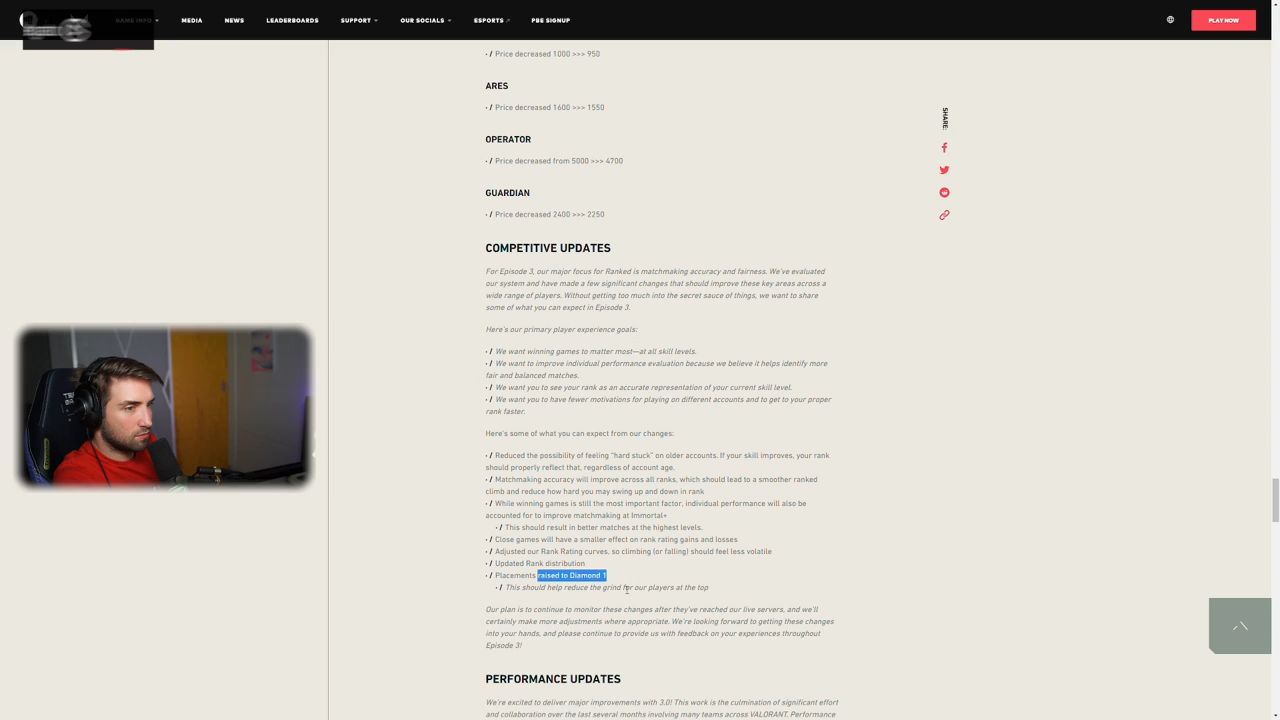 GAME INFO
MEDIA
NEWS
LEADERBOARDS
SUPPORT
OUR SOCIALS
ESPORTS
PBE SIGNUP
PLAY NOW
• / Price decreased 1000 >>> 950
ARES
• / Price decreased 1600 >>> 1550
OPERATOR
• / Price decreased from 5000 >>> 4700
GUARDIAN
• / Price decreased 2400 >>> 2250
SHARE:
COMPETITIVE UPDATES
For Episode 3, our major focus for Ranked is matchmaking accuracy and fairness. We've evaluated
our system and have made a few significant changes that should improve these key areas across a
wide range of players. Without getting too much into the secret sauce of things, we want to share
some of what you can expect in Episode 3.
Here's our primary player experience goals:
• / We want winning games to matter most—at all skill levels.
• / We want to improve individual performance evaluation because we believe it helps identify more
fair and balanced matches.
• / We want you to see your rank as an accurate representation of your current skill level.
• / We want you to have fewer motivations for playing on different accounts and to get to your proper
rank faster.
Here's some of what you can expect from our changes:
• / Reduced the possibility of feeling "hard stuck" on older accounts. If your skill improves, your rank
should properly reflect that, regardless of account age.
• / Matchmaking accuracy will improve across all ranks, which should lead to a smoother ranked
climb and reduce how hard you may swing up and down in rank
• / While winning games is still the most important factor, individual performance will also be
accounted for to improve matchmaking at Immortal+
• / This should result in better matches at the highest levels.
• / Close games will have a smaller effect on rank rating gains and losses
• / Adjusted our Rank Rating curves, so climbing (or falling) should feel less volatile
• / Updated Rank distribution
• / Placements raised to Diamond 1
• / This should help reduce the grind for our players at the top
Our plan is to continue to monitor these changes after they've reached our live servers, and we'll
certainly make more adjustments where appropriate. We're looking forward to getting these changes
into your hands, and please continue to provide us with feedback on your experiences throughout
Episode 3!
PERFORMANCE UPDATES
We're excited to deliver major improvements with 3.0! This work is the culmination of significant effort
and collaboration over the last several months involving many teams across VALORANT. Performance